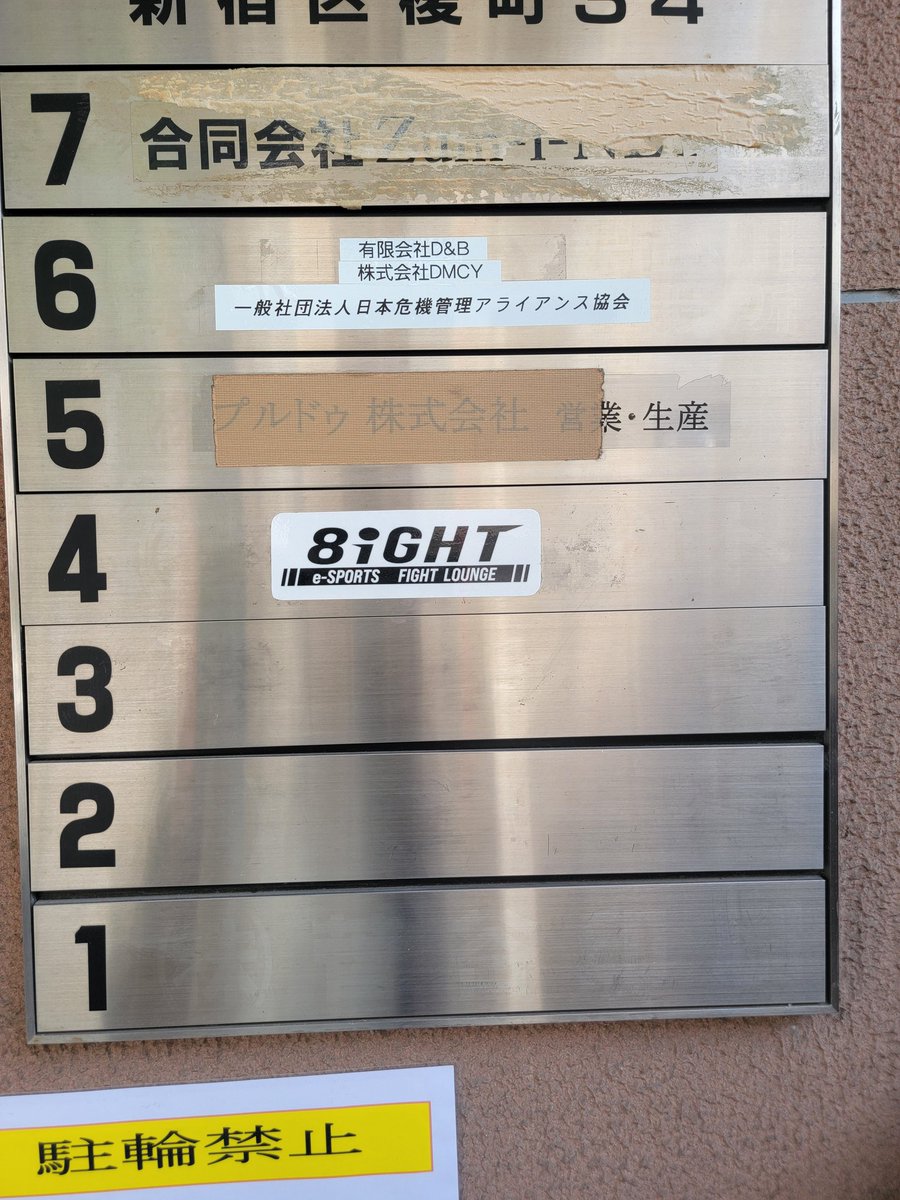 新宿区榎町34
7
合同会社
6
有限会社D&B
株式会社DMCY
一般社団法人日本危機管理アライアンス協会
5
プルドゥ 株式会社 営業・生産
4
8iGHT
e-SPORTS FIGHT LOUNGE
3
2
1
駐輪禁止